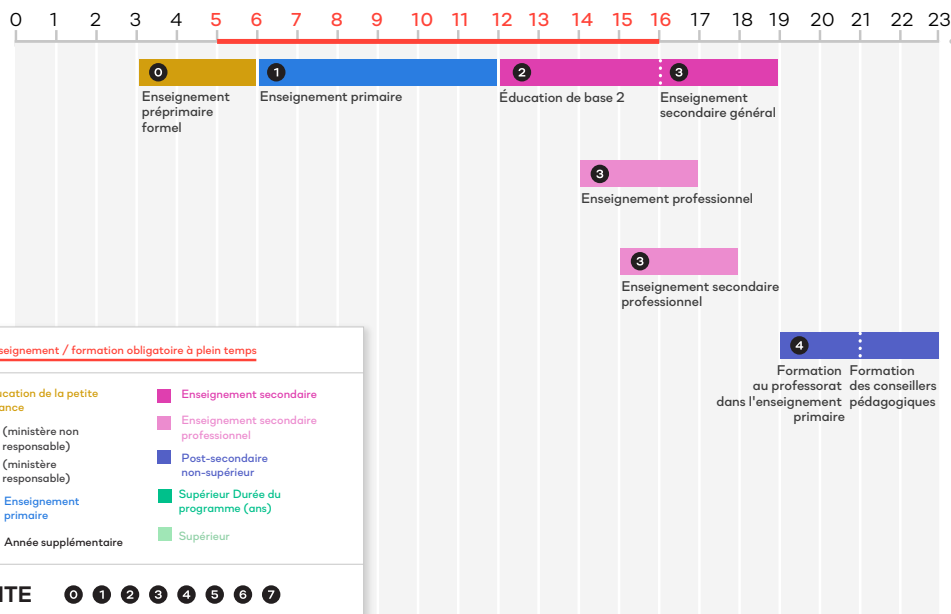 0 1 2 3 4 5 6 7 8 9 10 11 12 13 14 15 16 17 18 19 20 21 22 23
0 1 2 3
Enseignement
préprimaire
formel
Enseignement primaire
Éducation de base 2
Enseignement
secondaire général
3
Enseignement professionnel
3
Enseignement secondaire
professionnel
4
Formation
au professorat
dans l'enseignement
primaire
Formation
des conseillers
pédagogiques
seignement / formation obligatoire à plein temps
cation de la petite
ance
(ministère non
responsable)
(ministère
responsable)
Enseignement
primaire
Année supplémentaire
Enseignement secondaire
Enseignement secondaire
professionnel
Post-secondaire
non-supérieur
Supérieur Durée du
programme (ans)
Supérieur
ITE 0 1 2 3 4 5 6 7